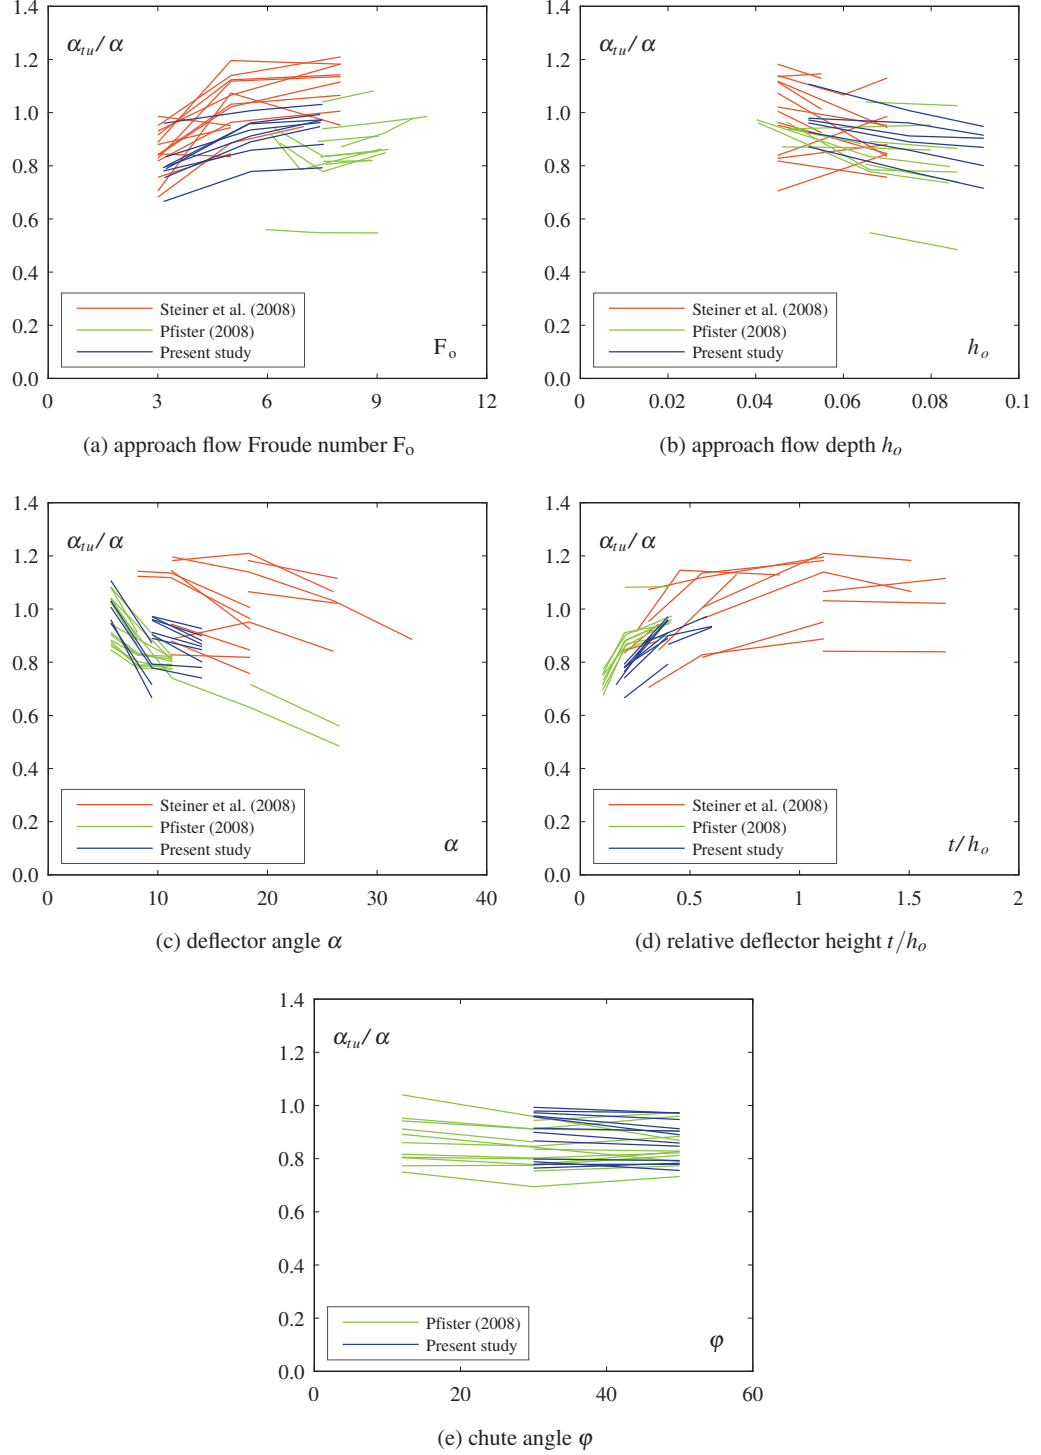 1.4
1.2
1.0
0.8
0.6
0.4
0.2
0.0
0 3 6 9 12
α_tu/α
Steiner et al. (2008)
Pfister (2008)
Present study
F_o
(a) approach flow Froude number F_o
1.4
1.2
1.0
0.8
0.6
0.4
0.2
0.0
0 0.02 0.04 0.06 0.08 0.1
α_tu/α
Steiner et al. (2008)
Pfister (2008)
Present study
h_o
(b) approach flow depth h_o
1.4
1.2
1.0
0.8
0.6
0.4
0.2
0.0
0 10 20 30 40
α_tu/α
Steiner et al. (2008)
Pfister (2008)
Present study
α
(c) deflector angle α
1.4
1.2
1.0
0.8
0.6
0.4
0.2
0.0
0 0.5 1 1.5 2
α_tu/α
Steiner et al. (2008)
Pfister (2008)
Present study
t/h_o
(d) relative deflector height t/h_o
1.4
1.2
1.0
0.8
0.6
0.4
0.2
0.0
0 20 40 60
α_tu/α
Pfister (2008)
Present study
φ
(e) chute angle φ